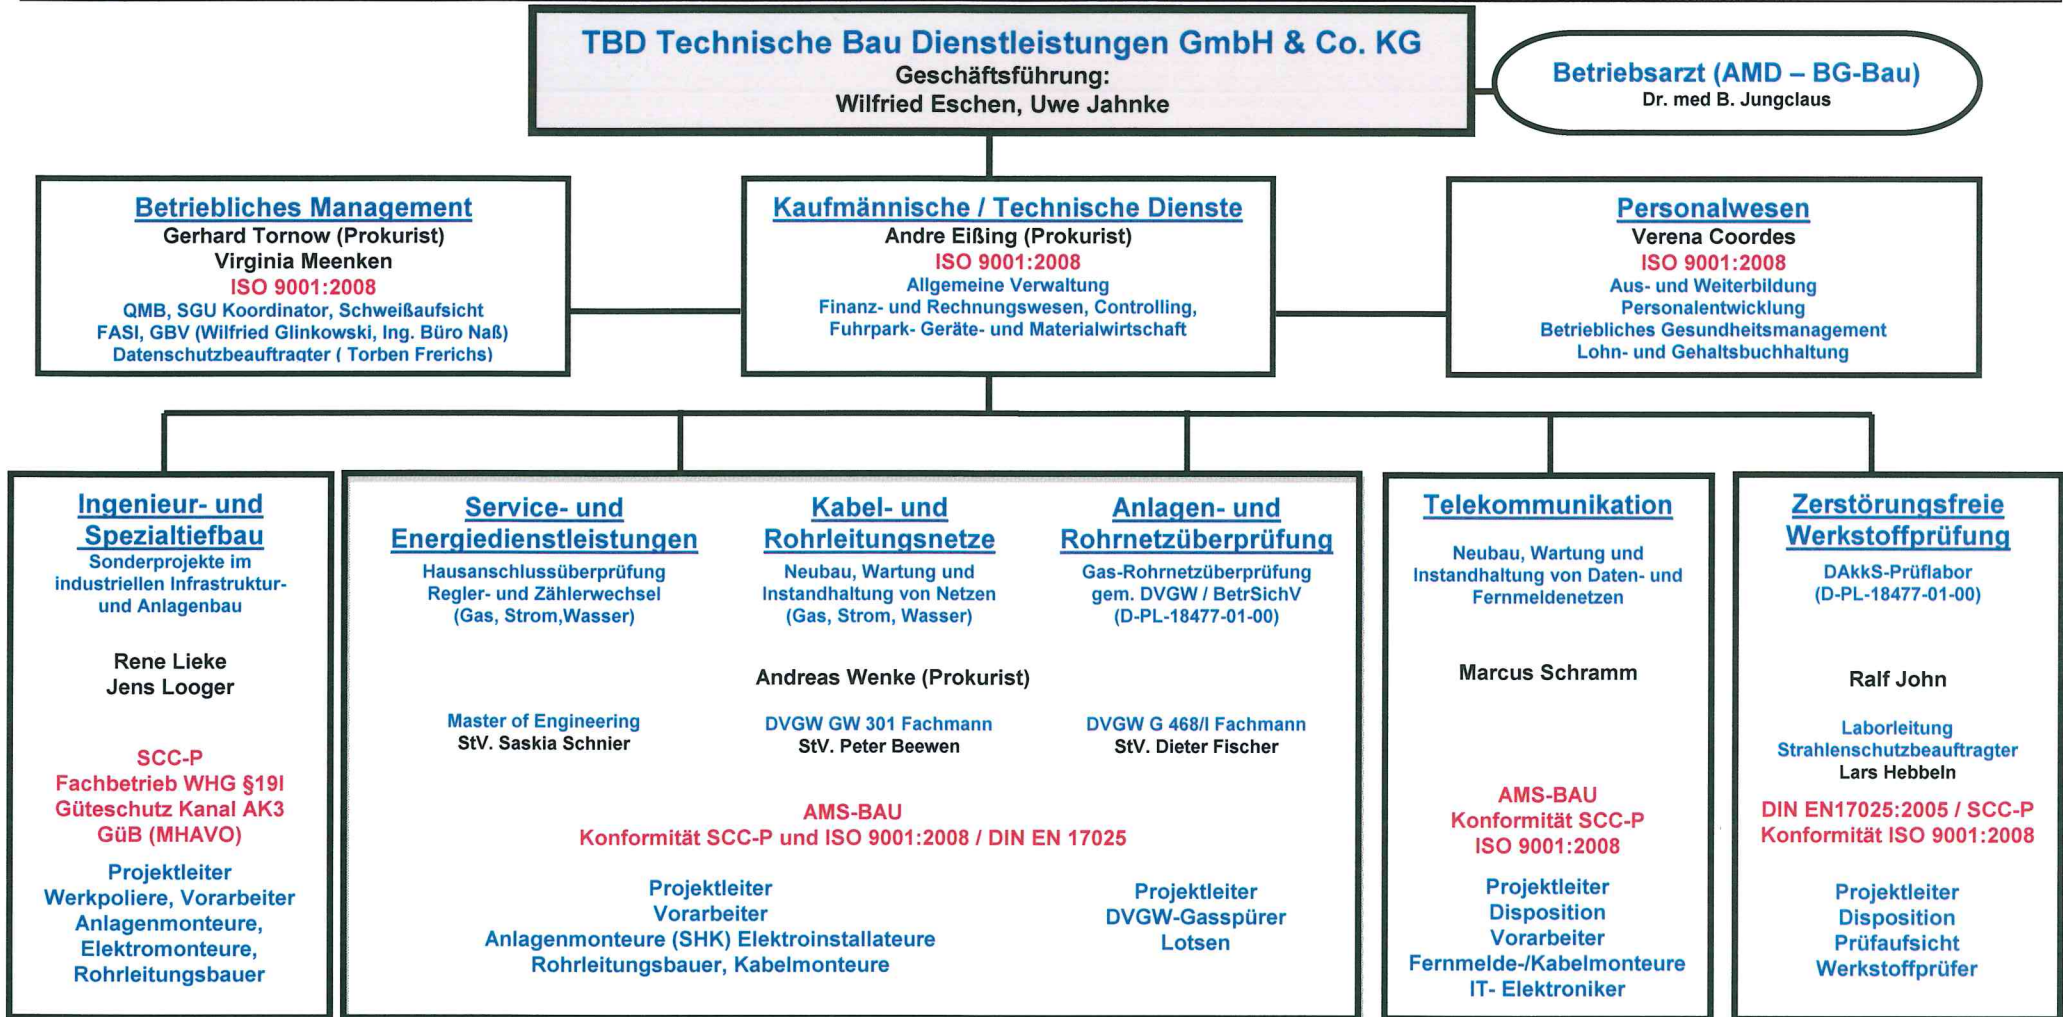 TBD Technische Bau Dienstleistungen GmbH & Co. KG
Geschäftsführung:
Wilfried Eschen, Uwe Jahnke
Betriebsarzt (AMD – BG-Bau)
Dr. med B. Jungclaus
Betriebliches Management
Gerhard Tornow (Prokurist)
Virginia Meenken
ISO 9001:2008
QMB, SGU Koordinator, Schweißaufsicht
FASI, GBV (Wilfried Glinkowski, Ing. Büro Naß)
Datenschutzbeauftragter ( Torben Frerichs)
Kaufmännische / Technische Dienste
Andre Eißing (Prokurist)
ISO 9001:2008
Allgemeine Verwaltung
Finanz- und Rechnungswesen, Controlling,
Fuhrpark- Geräte- und Materialwirtschaft
Personalwesen
Verena Coordes
ISO 9001:2008
Aus- und Weiterbildung
Personalentwicklung
Betriebliches Gesundheitsmanagement
Lohn- und Gehaltsbuchhaltung
Ingenieur- und
Spezialtiefbau
Sonderprojekte im
industriellen Infrastruktur-
und Anlagenbau
Rene Lieke
Jens Looger
SCC-P
Fachbetrieb WHG §19l
Güteschutz Kanal AK3
GüB (MHAVO)
Projektleiter
Werkpoliere, Vorarbeiter
Anlagenmonteure,
Elektromonteure,
Rohrleitungsbauer
Service- und
Energiedienstleistungen
Hausanschlussüberprüfung
Regler- und Zählerwechsel
(Gas, Strom,Wasser)
Kabel- und
Rohrleitungsnetze
Neubau, Wartung und
Instandhaltung von Netzen
(Gas, Strom, Wasser)
Anlagen- und
Rohrnetzüberprüfung
Gas-Rohrnetzüberprüfung
gem. DVGW / BetrSichV
(D-PL-18477-01-00)
Andreas Wenke (Prokurist)
Master of Engineering
StV. Saskia Schnier
DVGW GW 301 Fachmann
StV. Peter Beewen
DVGW G 468/I Fachmann
StV. Dieter Fischer
AMS-BAU
Konformität SCC-P und ISO 9001:2008 / DIN EN 17025
Projektleiter
Vorarbeiter
Anlagenmonteure (SHK) Elektroinstallateure
Rohrleitungsbauer, Kabelmonteure
Projektleiter
DVGW-Gasspürer
Lotsen
Telekommunikation
Neubau, Wartung und
Instandhaltung von Daten- und
Fernmeldenetzen
Marcus Schramm
AMS-BAU
Konformität SCC-P
ISO 9001:2008
Projektleiter
Disposition
Vorarbeiter
Fernmelde-/Kabelmonteure
IT- Elektroniker
Zerstörungsfreie
Werkstoffprüfung
DAkkS-Prüflabor
(D-PL-18477-01-00)
Ralf John
Laborleitung
Strahlenschutzbeauftragter
Lars Hebbeln
DIN EN17025:2005 / SCC-P
Konformität ISO 9001:2008
Projektleiter
Disposition
Prüfaufsicht
Werkstoffprüfer